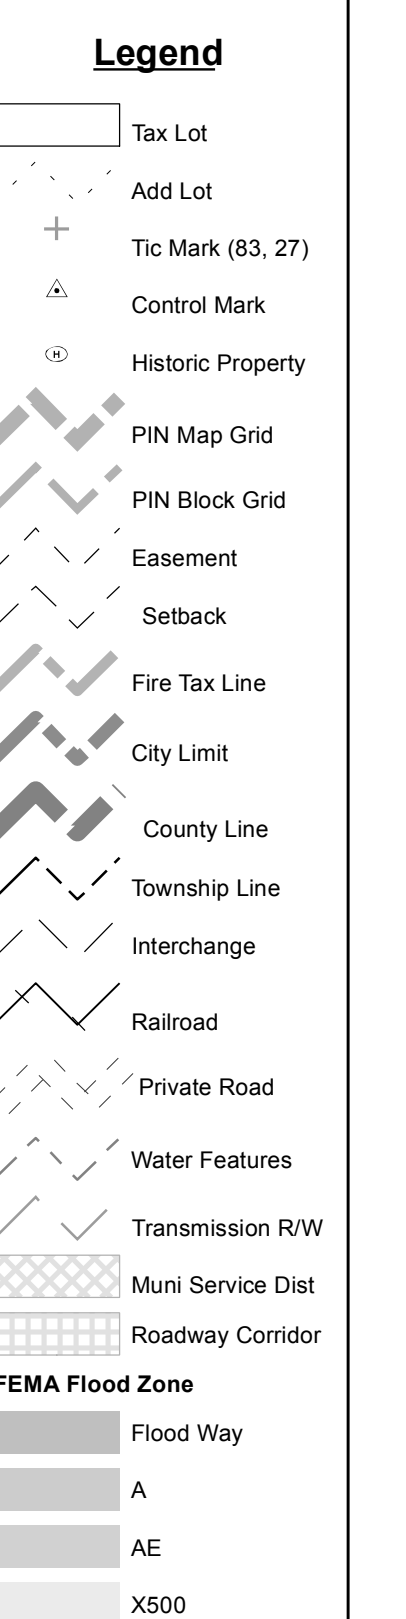 Legend
Tax Lot
Add Lot
Tic Mark (83, 27)
Control Mark
H
Historic Property
PIN Map Grid
PIN Block Grid
Easement
Setback
Fire Tax Line
City Limit
County Line
Township Line
Interchange
Railroad
Private Road
Water Features
Transmission R/W
Muni Service Dist
Roadway Corridor
FEMA Flood Zone
Flood Way
A
AE
X500